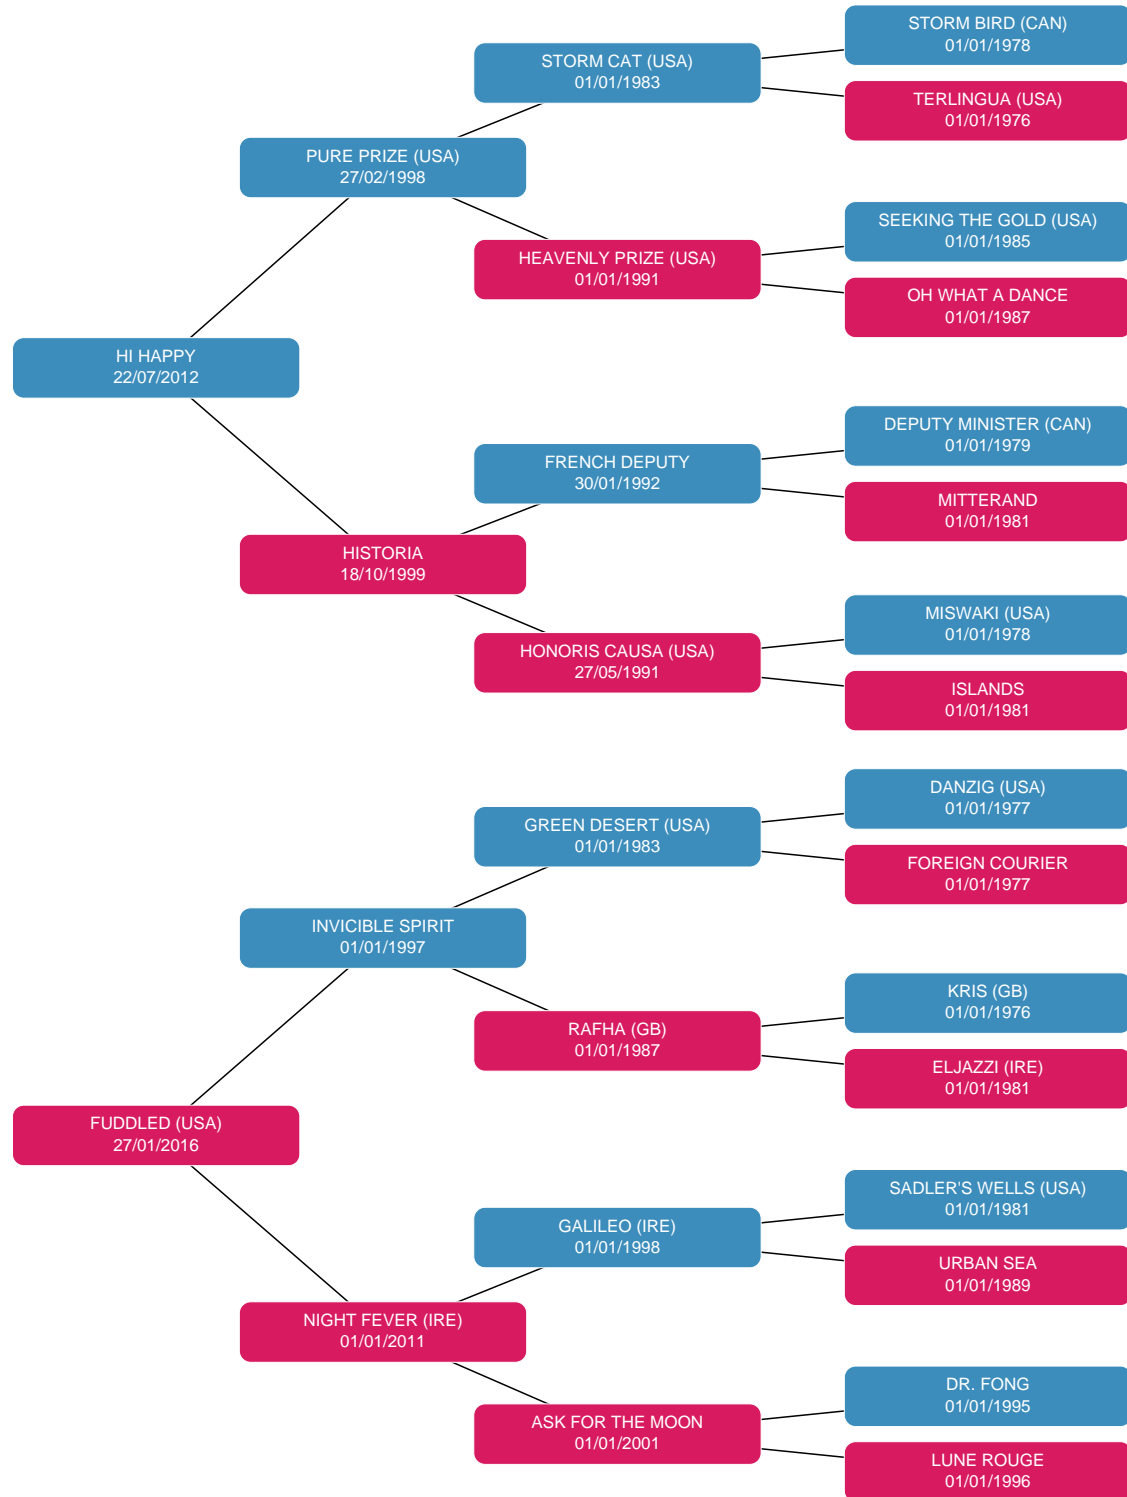 STORM BIRD (CAN)
01/01/1978
STORM CAT (USA)
01/01/1983
TERLINGUA (USA)
01/01/1976
PURE PRIZE (USA)
27/02/1998
SEEKING THE GOLD (USA)
01/01/1985
HEAVENLY PRIZE (USA)
01/01/1991
OH WHAT A DANCE
01/01/1987
HI HAPPY
22/07/2012
DEPUTY MINISTER (CAN)
01/01/1979
FRENCH DEPUTY
30/01/1992
MITTERAND
01/01/1981
HISTORIA
18/10/1999
MISWAKI (USA)
01/01/1978
HONORIS CAUSA (USA)
27/05/1991
ISLANDS
01/01/1981
DANZIG (USA)
01/01/1977
GREEN DESERT (USA)
01/01/1983
FOREIGN COURIER
01/01/1977
INVICIBLE SPIRIT
01/01/1997
KRIS (GB)
01/01/1976
RAFHA (GB)
01/01/1987
ELJAZZI (IRE)
01/01/1981
FUDDLED (USA)
27/01/2016
SADLER'S WELLS (USA)
01/01/1981
GALILEO (IRE)
01/01/1998
URBAN SEA
01/01/1989
NIGHT FEVER (IRE)
01/01/2011
DR. FONG
01/01/1995
ASK FOR THE MOON
01/01/2001
LUNE ROUGE
01/01/1996